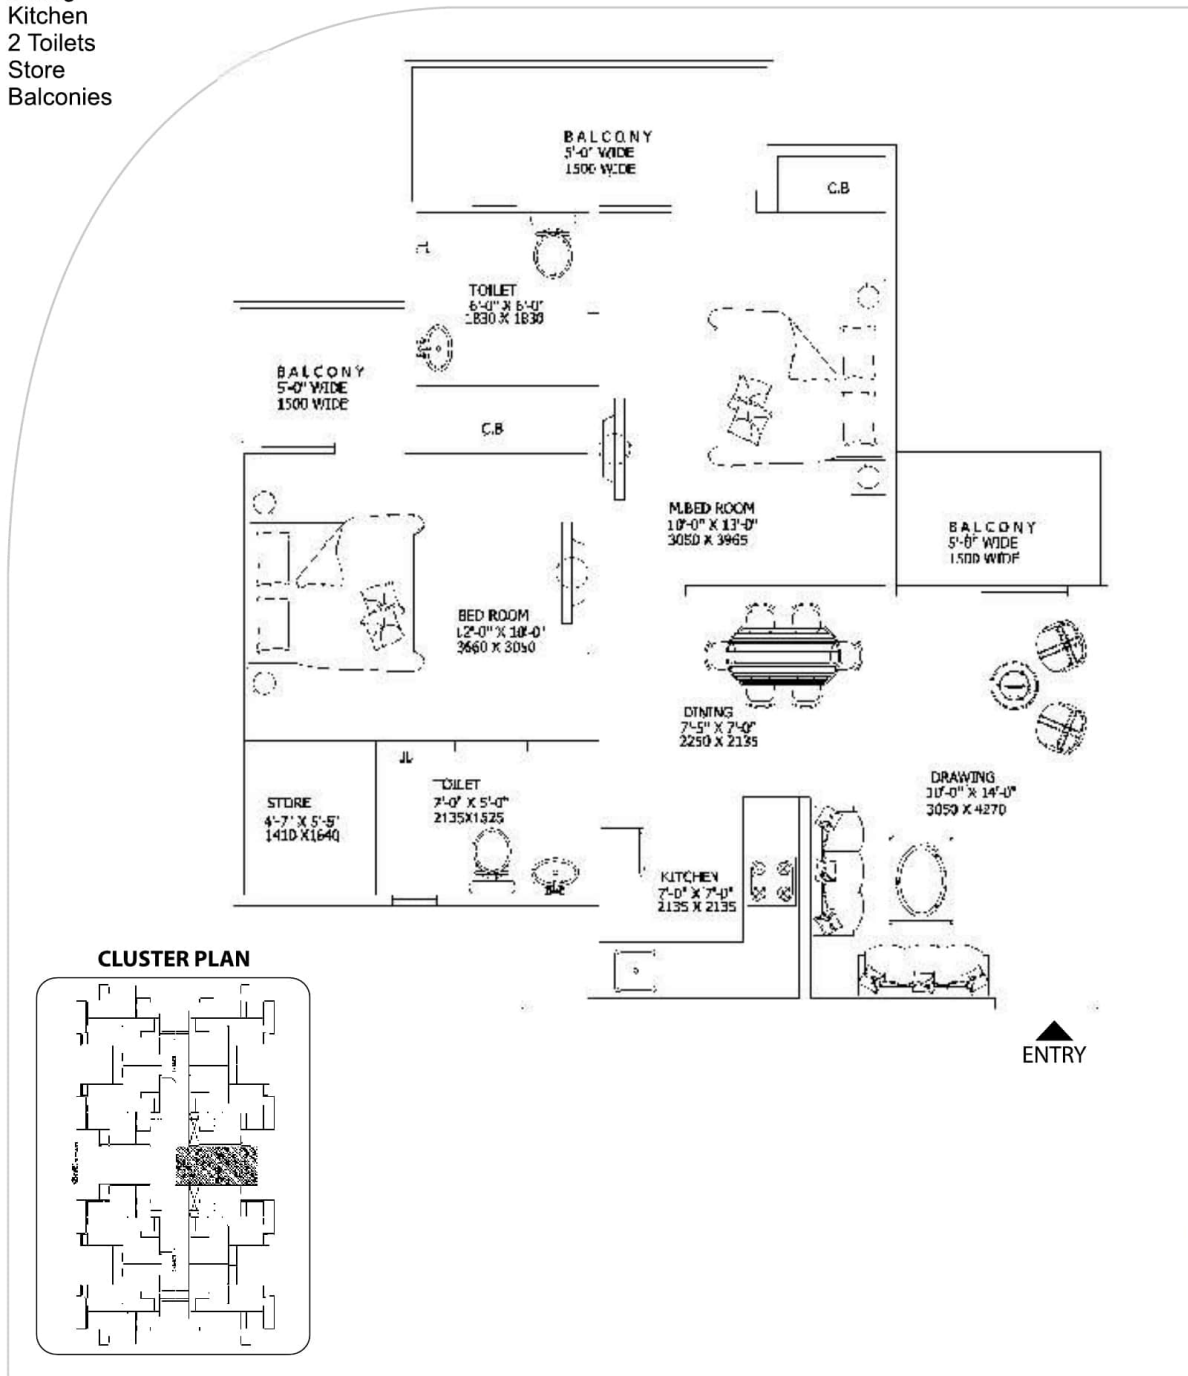 Kitchen
2 Toilets
Store
Balconies
BALCONY
5'-0" WIDE
1500 WIDE
C.B
TOILET
6'-0" X 6'-0"
1830 X 1830
BALCONY
5'-0" WIDE
1500 WIDE
C.B
M.BED ROOM
10'-0" X 13'-0"
3050 X 3965
BALCONY
5'-0" WIDE
1500 WIDE
BED ROOM
12'-0" X 10'-0"
3660 X 3050
DINING
7'-5" X 7'-0"
2250 X 2135
DRAWING
10'-0" X 14'-0"
3050 X 4270
STORE
4'-7" X 5'-5"
1410 X1640
TOILET
7'-0" X 5'-0"
2135X1525
KITCHEN
7'-0" X 7'-0"
2135 X 2135
CLUSTER PLAN
ENTRY